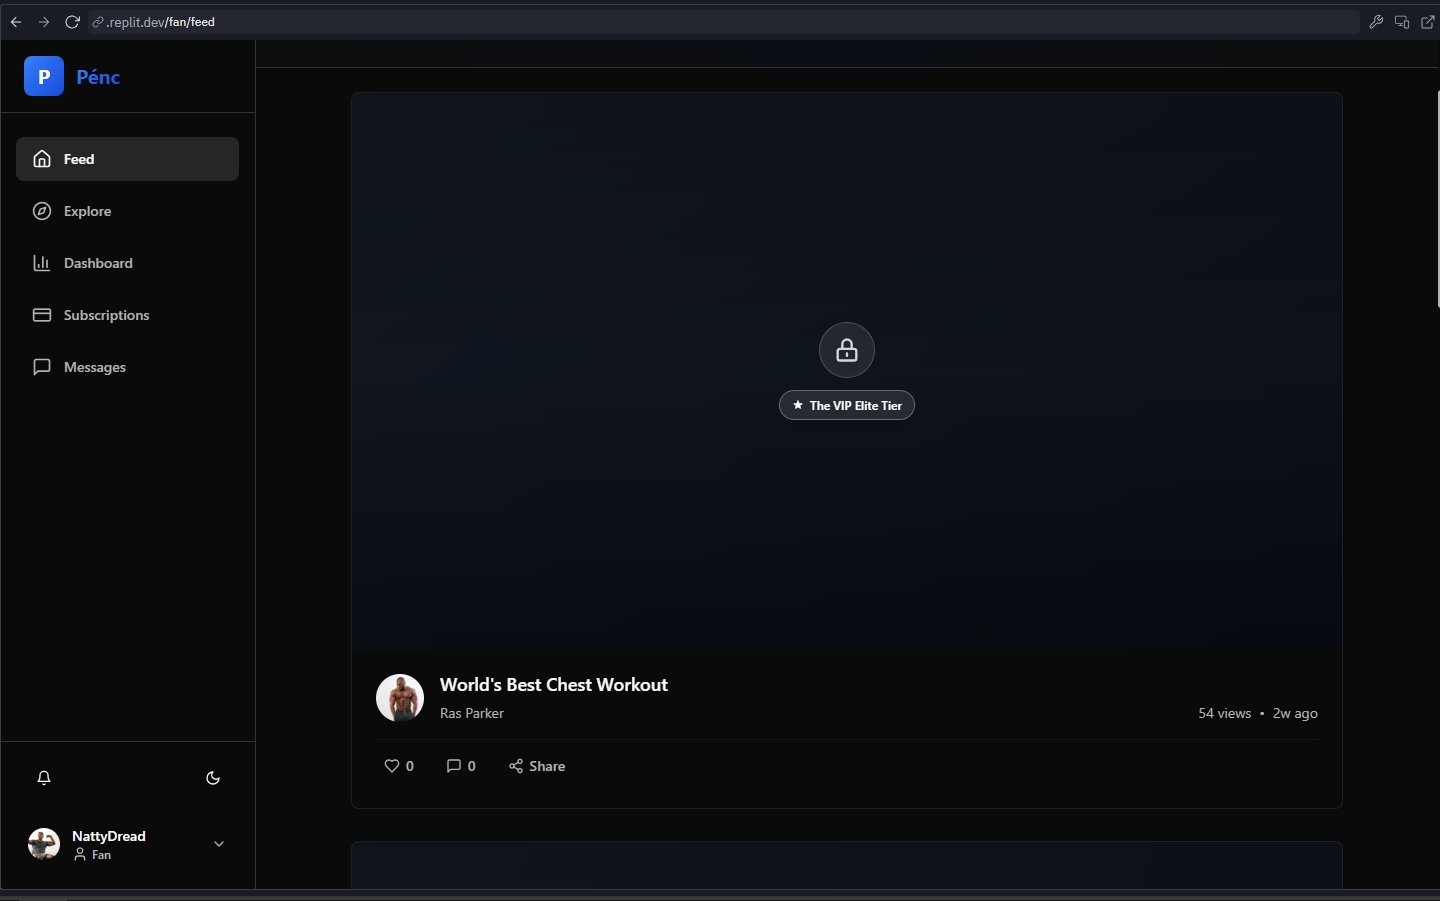 .replit.dev/fan/feed
P Pénc
Feed
Explore
Dashboard
Subscriptions
Messages
NattyDread
Fan
★ The VIP Elite Tier
World's Best Chest Workout
Ras Parker
54 views • 2w ago
0 0 Share